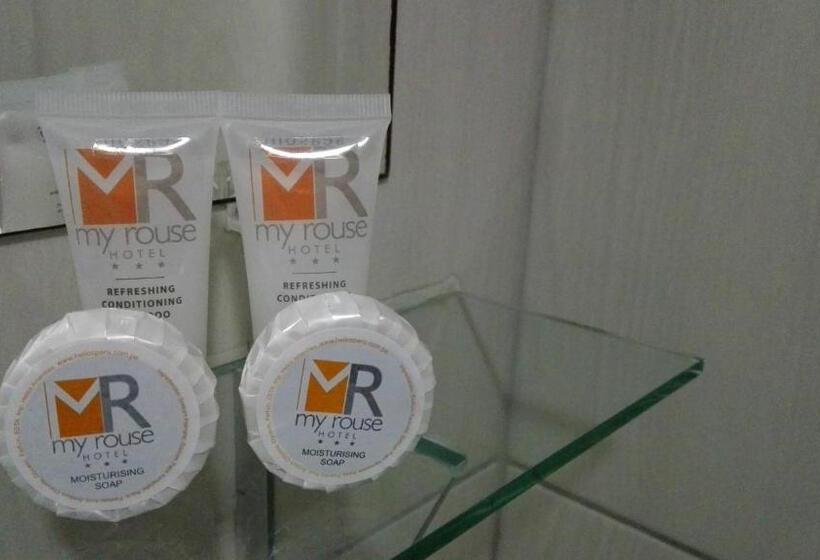 MR
my rouse
HOTEL
REFRESHING
CONDITIONING
MR
my rouse
HOTEL
REFRESHING
MR
my rouse
HOTEL
MOISTURISING
SOAP
MR
my rouse
HOTEL
MOISTURISING
SOAP